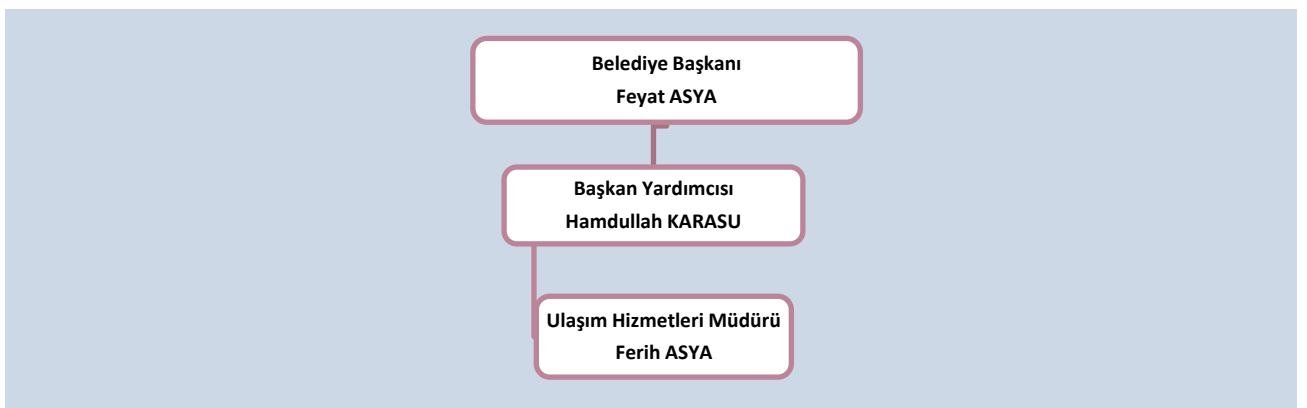 Belediye Başkanı
Feyat ASYA
Başkan Yardımcısı
Hamdullah KARASU
Ulaşım Hizmetleri Müdürü
Ferih ASYA